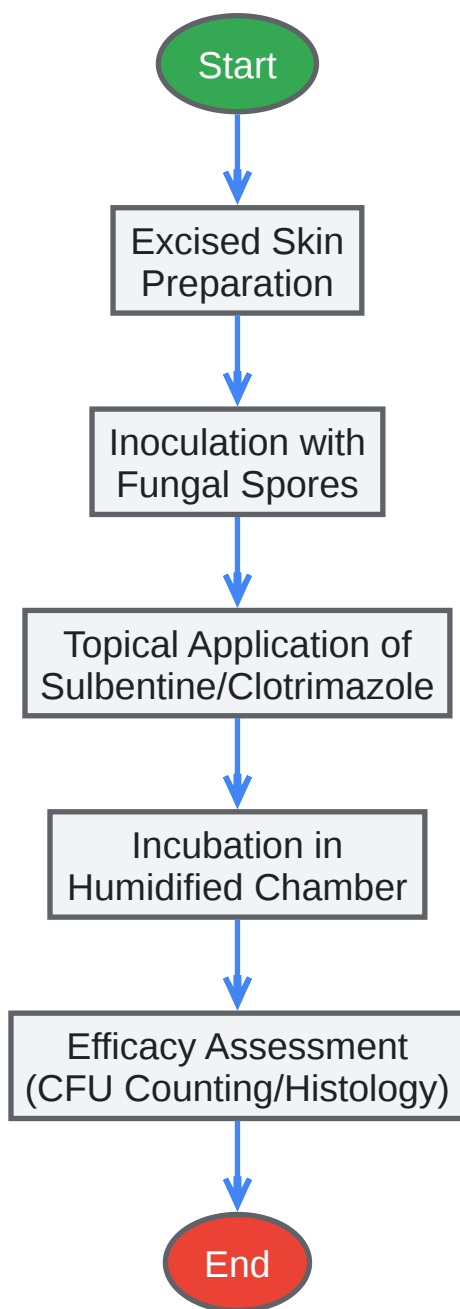 Start
Excised Skin
Preparation
Inoculation with
Fungal Spores
Topical Application of
Sulbentine/Clotrimazole
Incubation in
Humidified Chamber
Efficacy Assessment
(CFU Counting/Histology)
End